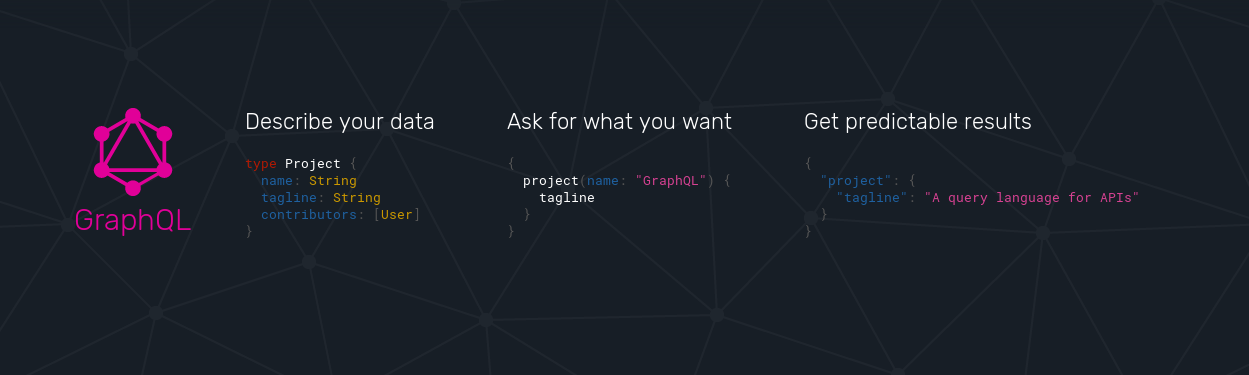 GraphQL
Describe your data
type Project {
  name: String
  tagline: String
  contributors: [User]
}
Ask for what you want
{
  project(name: "GraphQL") {
    tagline
  }
}
Get predictable results
{
  "project": {
    "tagline": "A query language for APIs"
  }
}